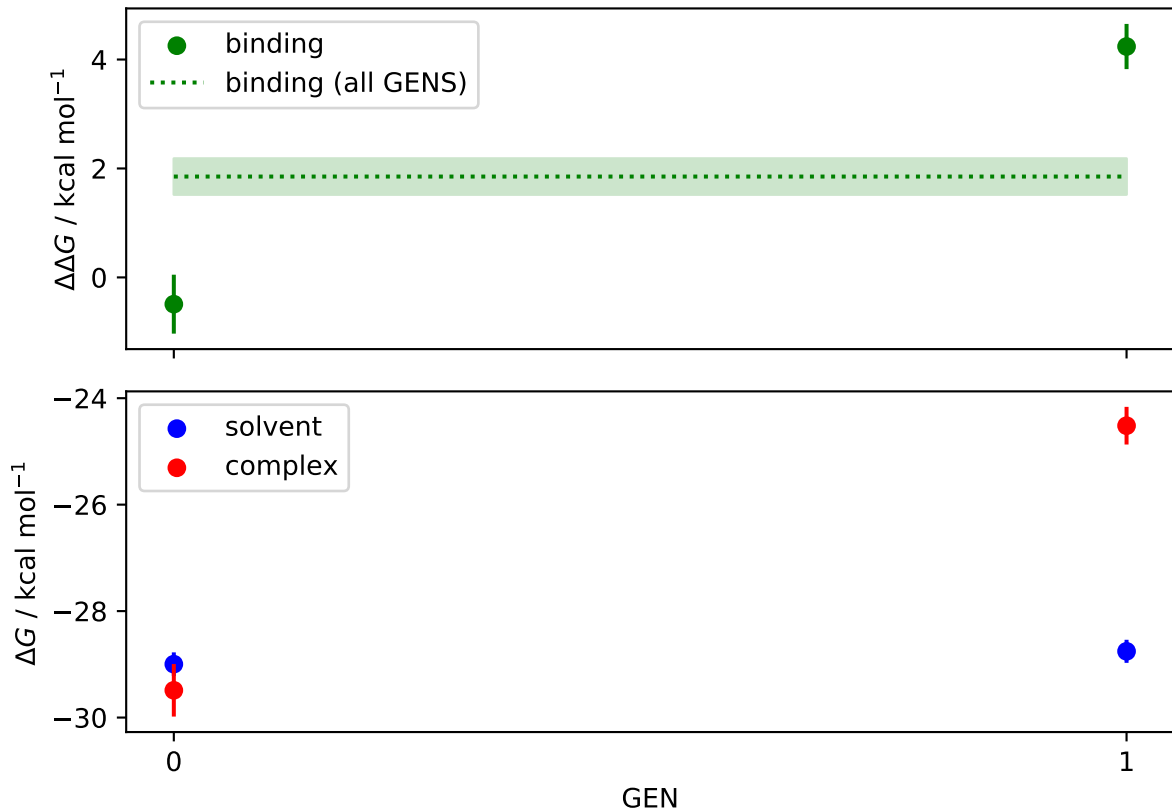 binding
binding (all GENS)
ΔΔG / kcal mol⁻¹
4
2
0
solvent
complex
ΔG / kcal mol⁻¹
−24
−26
−28
−30
0
1
GEN